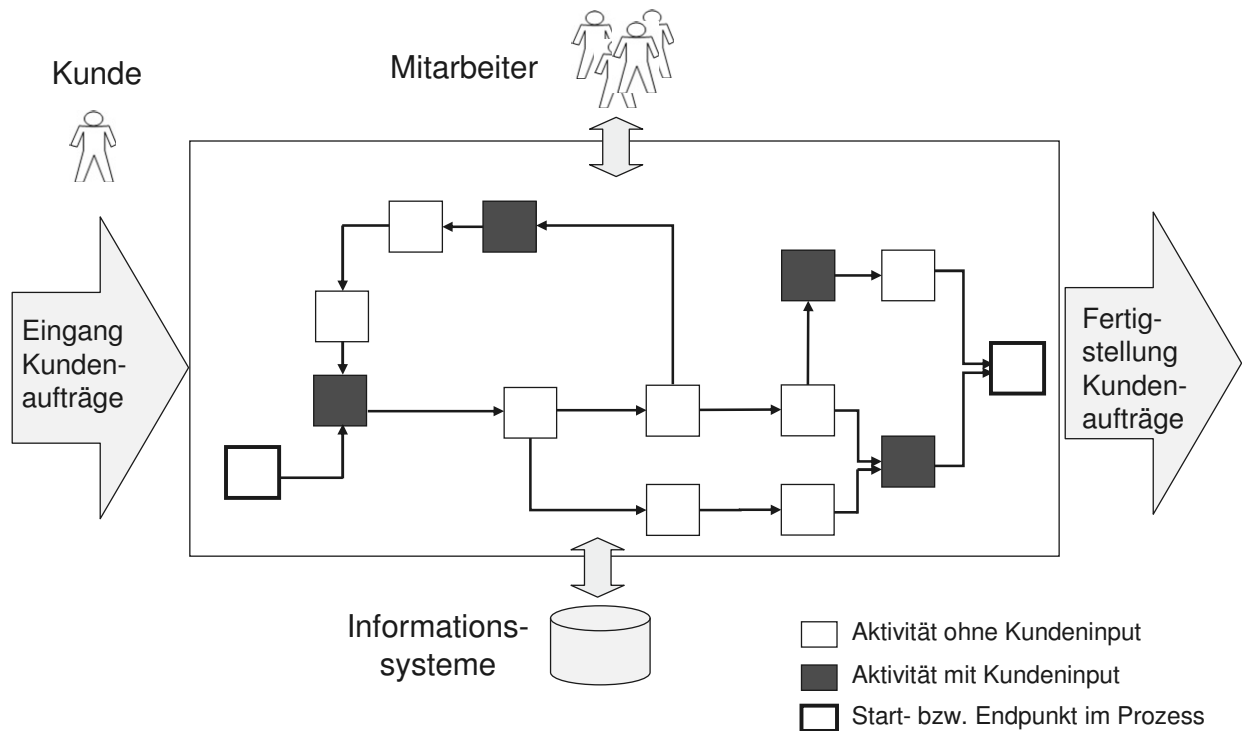 Kunde
Mitarbeiter
Eingang
Kunden-
aufträge
Fertig-
stellung
Kunden-
aufträge
Informations-
systeme
Aktivität ohne Kundeninput
Aktivität mit Kundeninput
Start- bzw. Endpunkt im Prozess